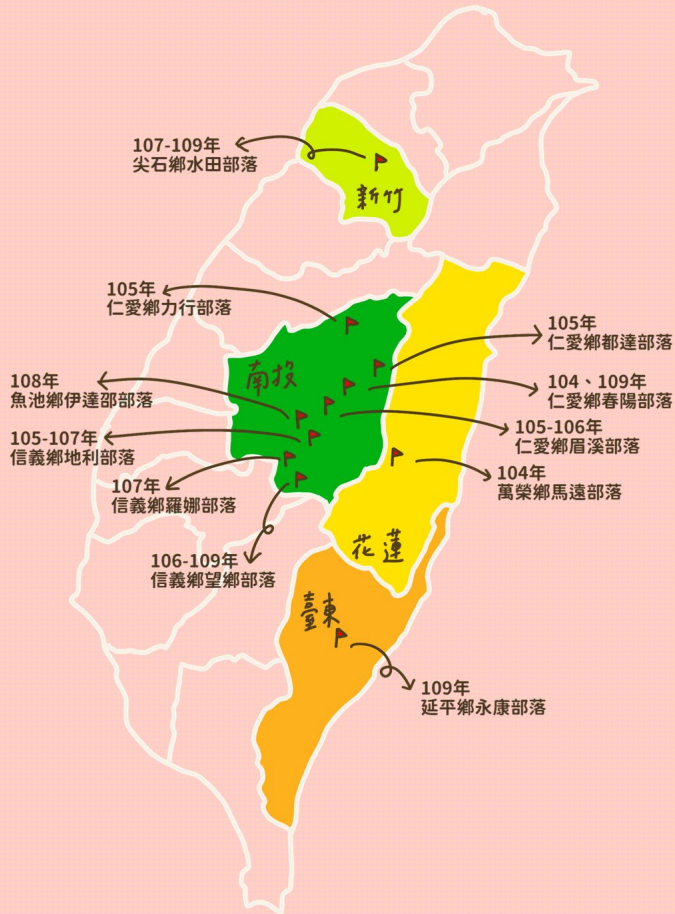 107-109年
尖石鄉水田部落
新竹
105年
仁愛鄉力行部落
105年
仁愛鄉都達部落
南投
108年
魚池鄉伊達邵部落
104、109年
仁愛鄉春陽部落
105-107年
信義鄉地利部落
105-106年
仁愛鄉眉溪部落
107年
信義鄉羅娜部落
104年
萬榮鄉馬遠部落
106-109年
信義鄉望鄉部落
花蓮
臺東
109年
延平鄉永康部落